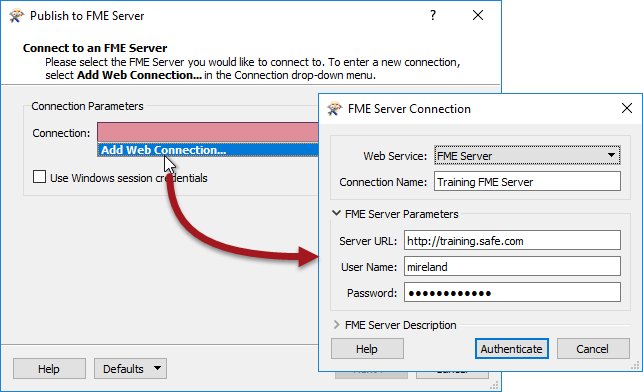 Publish to FME Server
Connect to an FME Server
Please select the FME Server you would like to connect to. To enter a new connection,
select Add Web Connection... in the Connection drop-down menu.
Connection Parameters
Connection:
Add Web Connection...
Use Windows session credentials
Help
Defaults
FME Server Connection
Web Service: FME Server
Connection Name: Training FME Server
FME Server Parameters
Server URL: http://training.safe.com
User Name: mireland
Password: ●●●●●●●●●●●●
FME Server Description
Help
Authenticate
Cancel